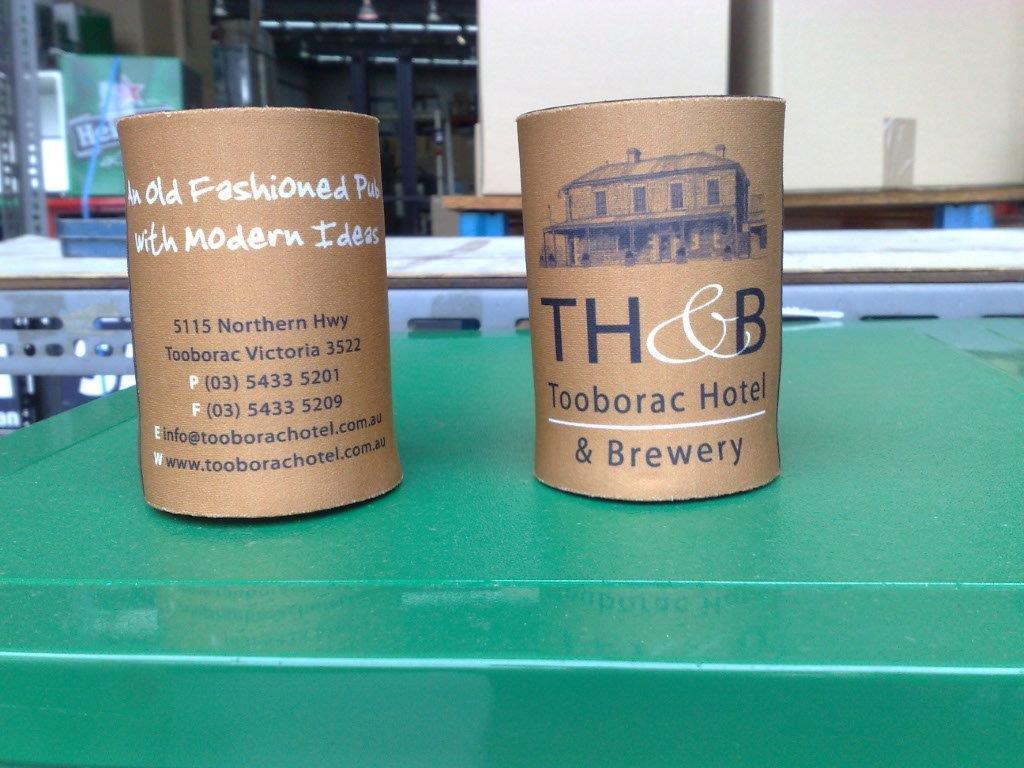 An Old Fashioned Pub
with Modern Ideas
5115 Northern Hwy
Tooborac Victoria 3522
P (03) 5433 5201
F (03) 5433 5209
E info@tooborachotel.com.au
W www.tooborachotel.com.au
TH&B
Tooborac Hotel
& Brewery